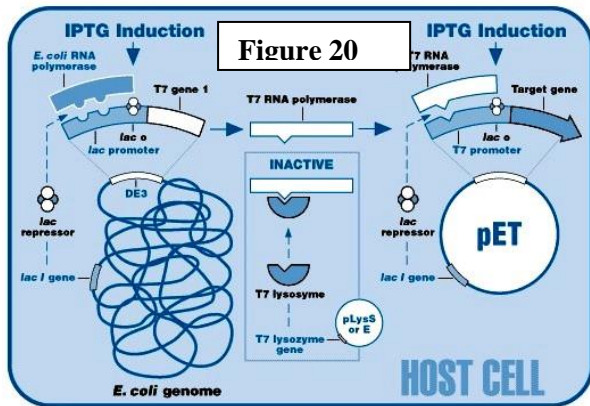 IPTG Induction
Figure 20
IPTG Induction
E. coli RNA
polymerase
T7 gene 1
T7 RNA polymerase
T7 RNA
polymerase
Target gene
lac o
lac promoter
lac o
T7 promoter
INACTIVE
DE3
lac
repressor
lac
repressor
pET
lac I gene
T7 lysosyme
lac I gene
pLysS
or E
T7 lysozyme
gene
E. coli genome
HOST CELL